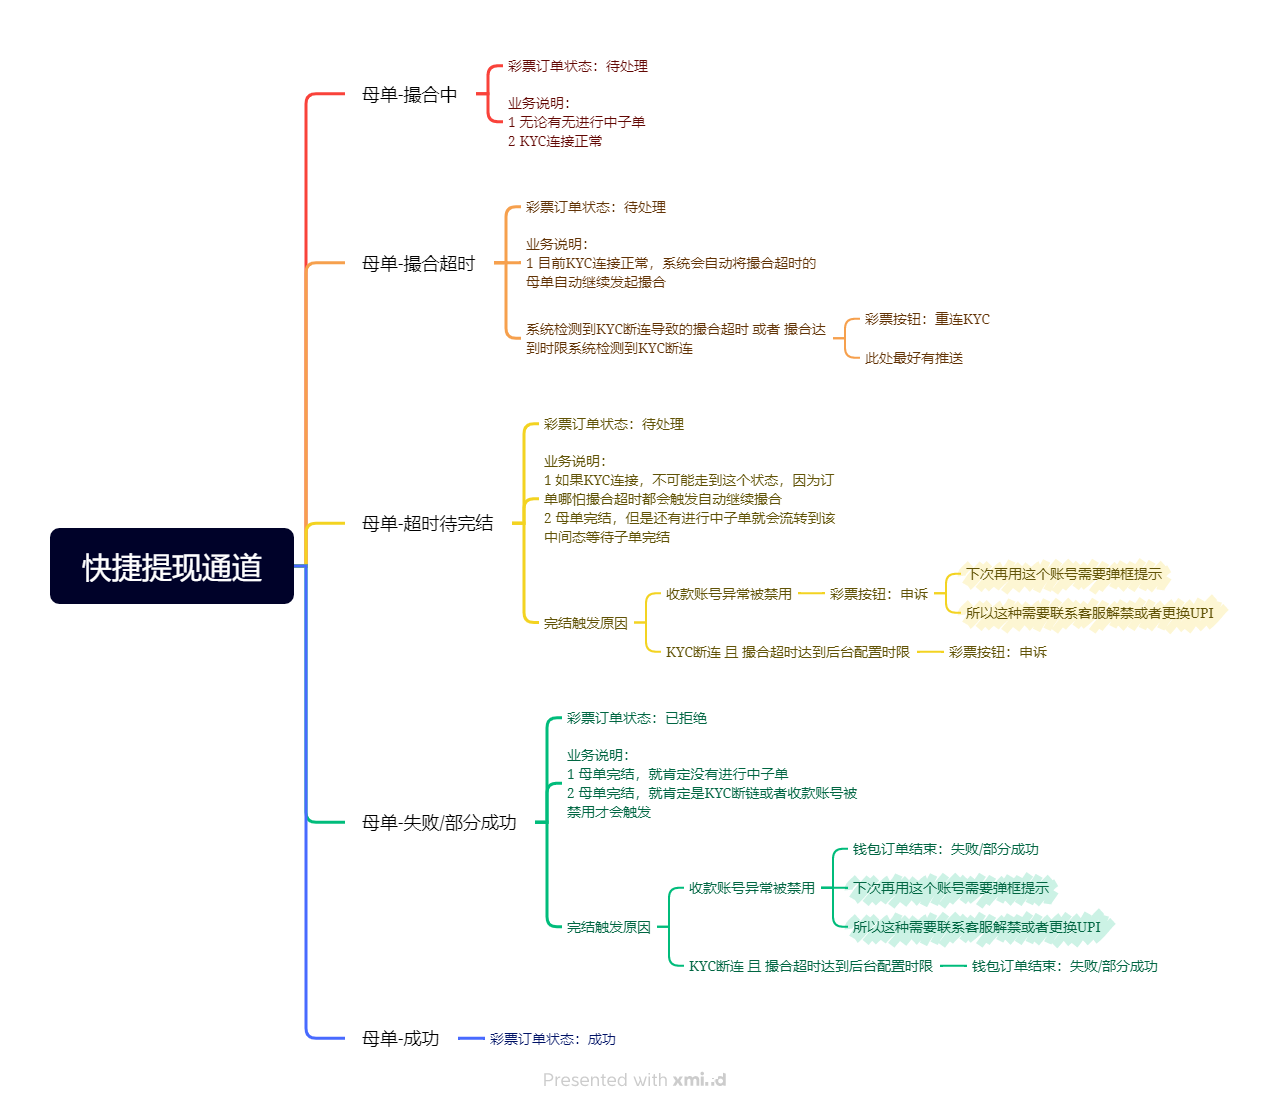 快捷提现通道
母单-撮合中
彩票订单状态：待处理
业务说明：
1 无论有无进行中子单
2 KYC连接正常
母单-撮合超时
彩票订单状态：待处理
业务说明：
1 目前KYC连接正常，系统会自动将撮合超时的
母单自动继续发起撮合
系统检测到KYC断连导致的撮合超时 或者 撮合达
到时限系统检测到KYC断连
彩票按钮：重连KYC
此处最好有推送
母单-超时待完结
彩票订单状态：待处理
业务说明：
1 如果KYC连接，不可能走到这个状态，因为订
单哪怕撮合超时都会触发自动继续撮合
2 母单完结，但是还有进行中子单就会流转到该
中间态等待子单完结
完结触发原因
收款账号异常被禁用
彩票按钮：申诉
下次再用这个账号需要弹框提示
所以这种需要联系客服解禁或者更换UPI
KYC断连 且 撮合超时达到后台配置时限
彩票按钮：申诉
母单-失败/部分成功
彩票订单状态：已拒绝
业务说明：
1 母单完结，就肯定没有进行中子单
2 母单完结，就肯定是KYC断链或者收款账号被
禁用才会触发
完结触发原因
收款账号异常被禁用
钱包订单结束：失败/部分成功
下次再用这个账号需要弹框提示
所以这种需要联系客服解禁或者更换UPI
KYC断连 且 撮合超时达到后台配置时限
钱包订单结束：失败/部分成功
母单-成功
彩票订单状态：成功
Presented with xmind